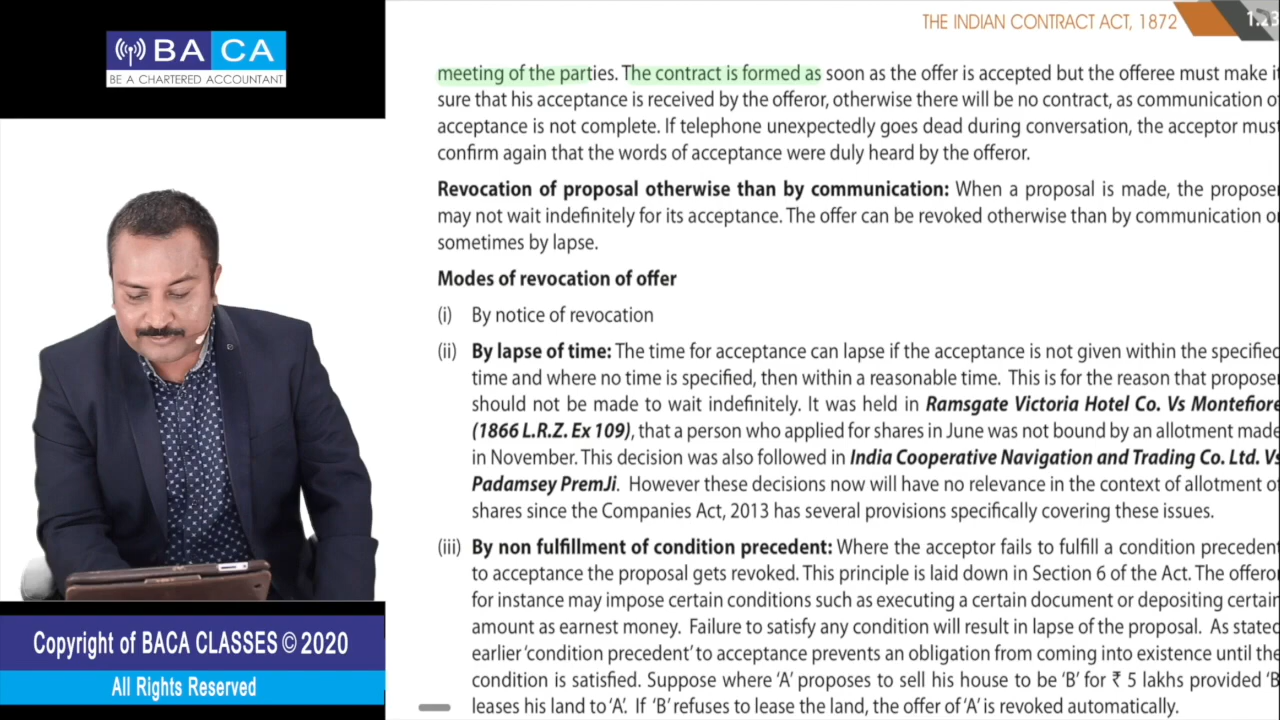 BACA
BE A CHARTERED ACCOUNTANT
Copyright of BACA CLASSES © 2020
All Rights Reserved
THE INDIAN CONTRACT ACT, 1872 1.23
meeting of the parties. The contract is formed as soon as the offer is accepted but the offeree must make i
sure that his acceptance is received by the offeror, otherwise there will be no contract, as communication o
acceptance is not complete. If telephone unexpectedly goes dead during conversation, the acceptor mus
confirm again that the words of acceptance were duly heard by the offeror.
Revocation of proposal otherwise than by communication: When a proposal is made, the propose
may not wait indefinitely for its acceptance. The offer can be revoked otherwise than by communication o
sometimes by lapse.
Modes of revocation of offer
(i) By notice of revocation
(ii) By lapse of time: The time for acceptance can lapse if the acceptance is not given within the specified
time and where no time is specified, then within a reasonable time. This is for the reason that propose
should not be made to wait indefinitely. It was held in Ramsgate Victoria Hotel Co. Vs Montefiore
(1866 L.R.Z. Ex 109), that a person who applied for shares in June was not bound by an allotment made
in November. This decision was also followed in India Cooperative Navigation and Trading Co. Ltd. Vs
Padamsey PremJi. However these decisions now will have no relevance in the context of allotment of
shares since the Companies Act, 2013 has several provisions specifically covering these issues.
(iii) By non fulfillment of condition precedent: Where the acceptor fails to fulfill a condition precedent
to acceptance the proposal gets revoked. This principle is laid down in Section 6 of the Act. The offeror
for instance may impose certain conditions such as executing a certain document or depositing certain
amount as earnest money. Failure to satisfy any condition will result in lapse of the proposal. As stated
earlier 'condition precedent' to acceptance prevents an obligation from coming into existence until the
condition is satisfied. Suppose where 'A' proposes to sell his house to be 'B' for ₹ 5 lakhs provided 'B
leases his land to 'A'. If 'B' refuses to lease the land, the offer of 'A' is revoked automatically.